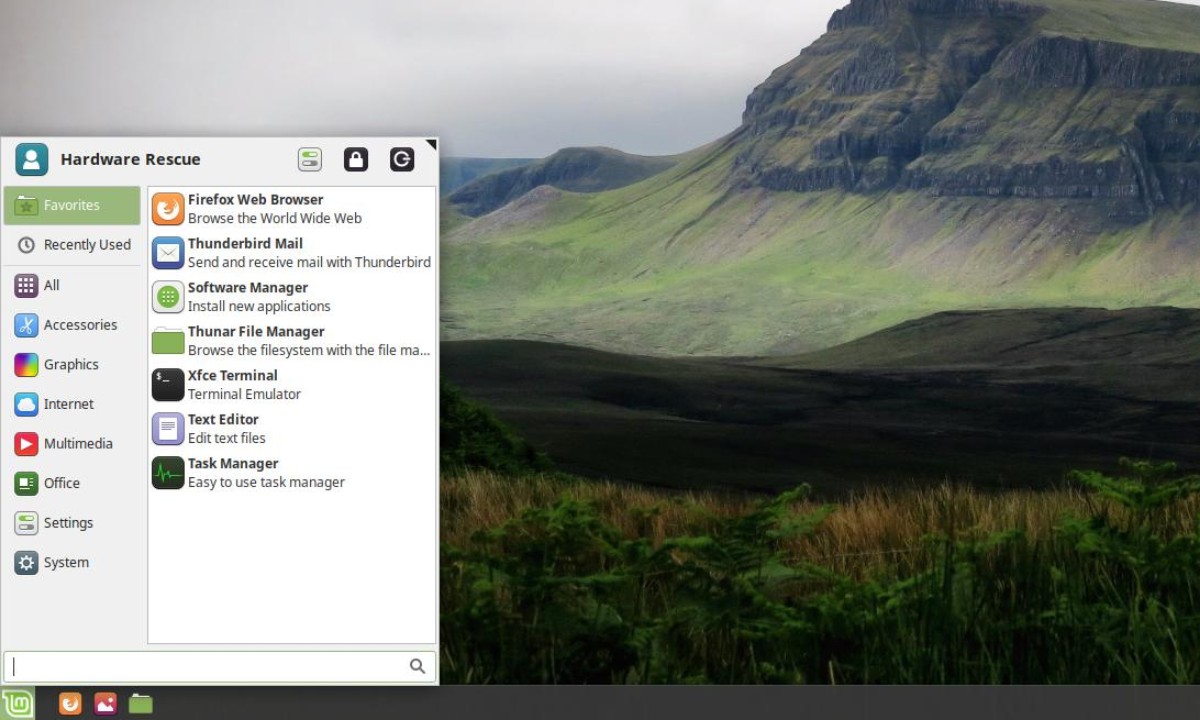 Hardware Rescue
Favorites
Recently Used
All
Accessories
Graphics
Internet
Multimedia
Office
Settings
System
Firefox Web Browser
Browse the World Wide Web
Thunderbird Mail
Send and receive mail with Thunderbird
Software Manager
Install new applications
Thunar File Manager
Browse the filesystem with the file ma...
Xfce Terminal
Terminal Emulator
Text Editor
Edit text files
Task Manager
Easy to use task manager